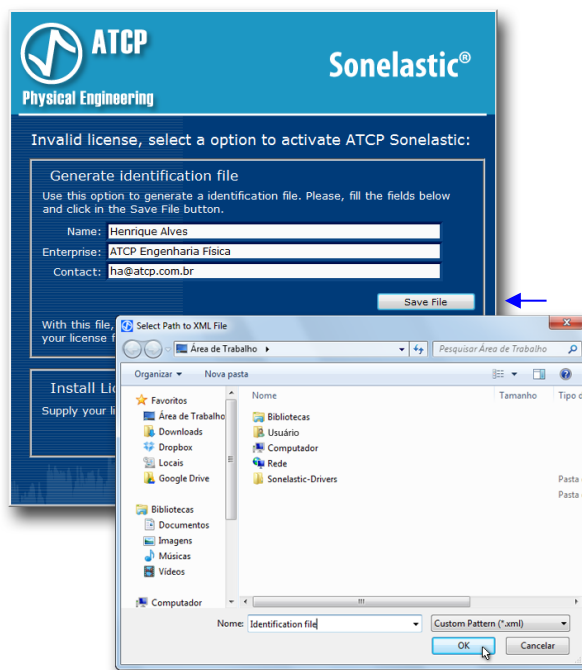 ATCP
Physical Engineering
Sonelastic®
Invalid license, select a option to activate ATCP Sonelastic:
Generate identification file
Use this option to generate a identification file. Please, fill the fields below
and click in the Save File button.
Name: Henrique Alves
Enterprise: ATCP Engenharia Física
Contact: ha@atcp.com.br
Save File
With this file,
your license f
Install Li
Supply your li
Select Path to XML File
Área de Trabalho
Pesquisar Área de Trabalho
Organizar
Nova pasta
Favoritos
Área de Trabalho
Downloads
Dropbox
Locais
Google Drive
Bibliotecas
Documentos
Imagens
Músicas
Vídeos
Computador
Nome Tamanho Tipo d
Bibliotecas
Usuário
Computador
Rede
Sonelastic-Drivers
Pasta
Pasta
Nome: Identification file
Custom Pattern (*.xml)
OK
Cancelar